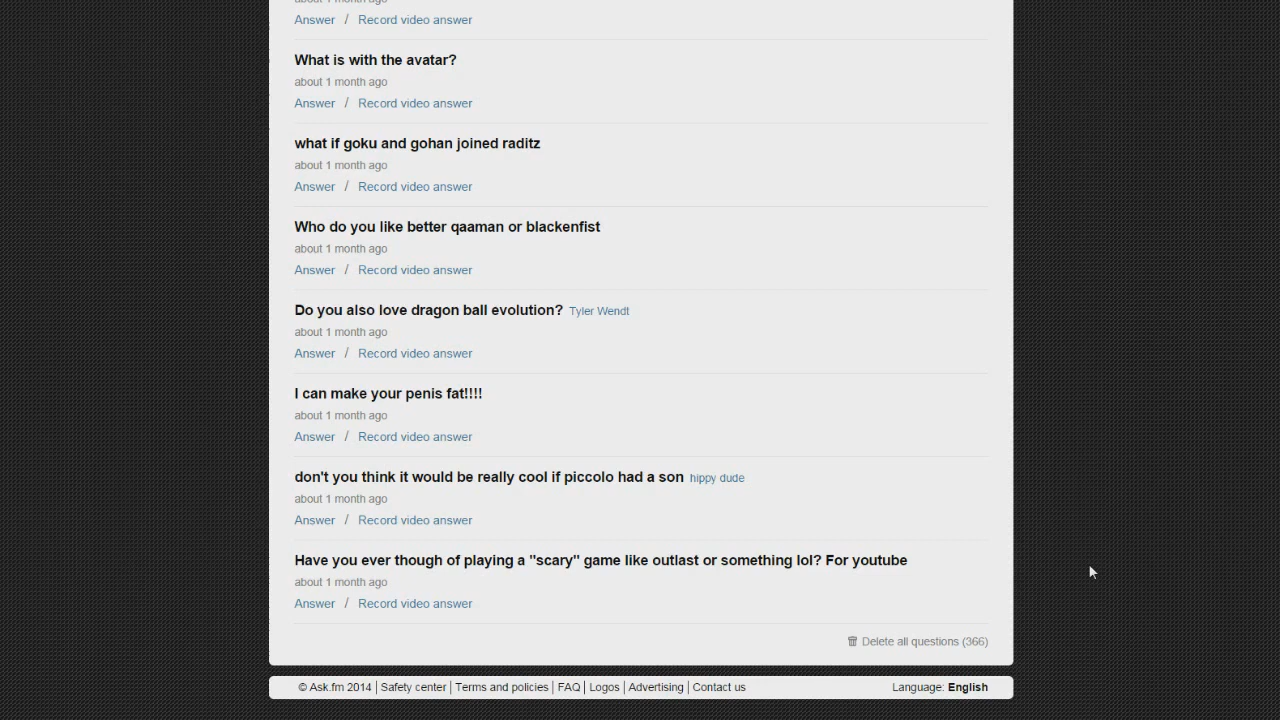 Answer / Record video answer
What is with the avatar?
about 1 month ago
Answer / Record video answer
what if goku and gohan joined raditz
about 1 month ago
Answer / Record video answer
Who do you like better qaaman or blackenfist
about 1 month ago
Answer / Record video answer
Do you also love dragon ball evolution? Tyler Wendt
about 1 month ago
Answer / Record video answer
I can make your penis fat!!!!
about 1 month ago
Answer / Record video answer
don't you think it would be really cool if piccolo had a son hippy dude
about 1 month ago
Answer / Record video answer
Have you ever though of playing a "scary" game like outlast or something lol? For youtube
about 1 month ago
Answer / Record video answer
Delete all questions (366)
© Ask.fm 2014 | Safety center | Terms and policies | FAQ | Logos | Advertising | Contact us Language: English